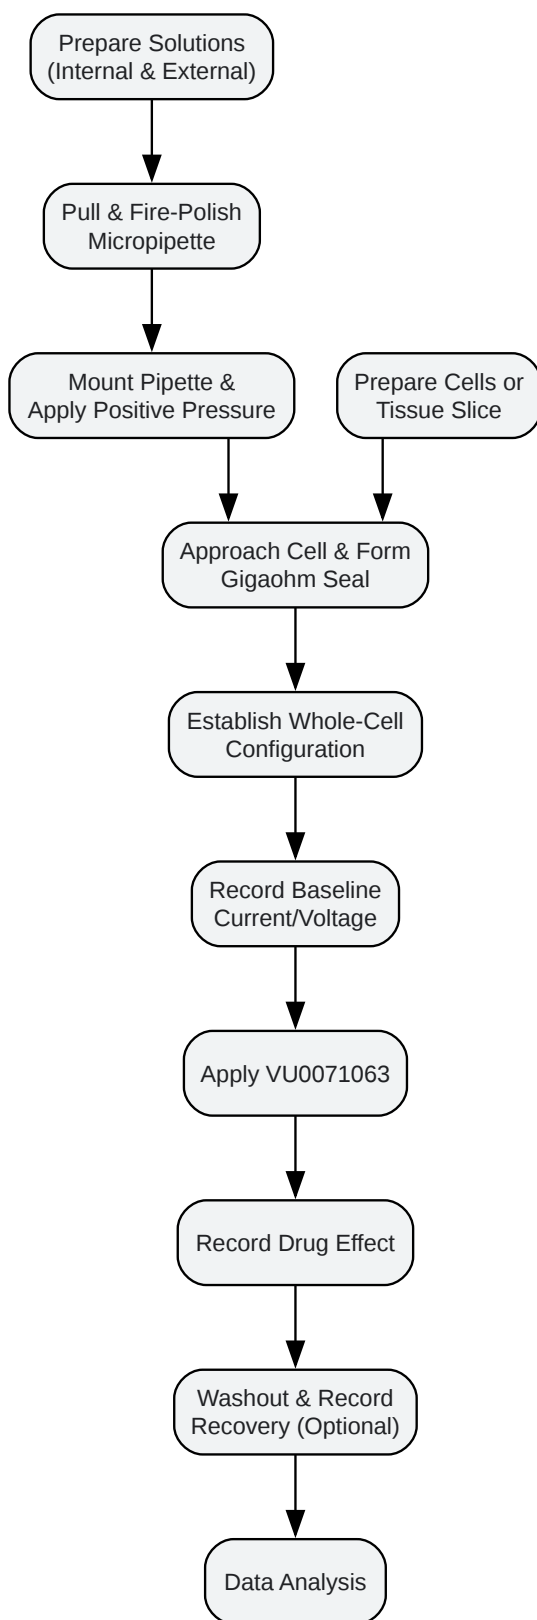 Prepare Solutions
(Internal & External)
Pull & Fire-Polish
Micropipette
Mount Pipette &
Apply Positive Pressure
Prepare Cells or
Tissue Slice
Approach Cell & Form
Gigaohm Seal
Establish Whole-Cell
Configuration
Record Baseline
Current/Voltage
Apply VU0071063
Record Drug Effect
Washout & Record
Recovery (Optional)
Data Analysis